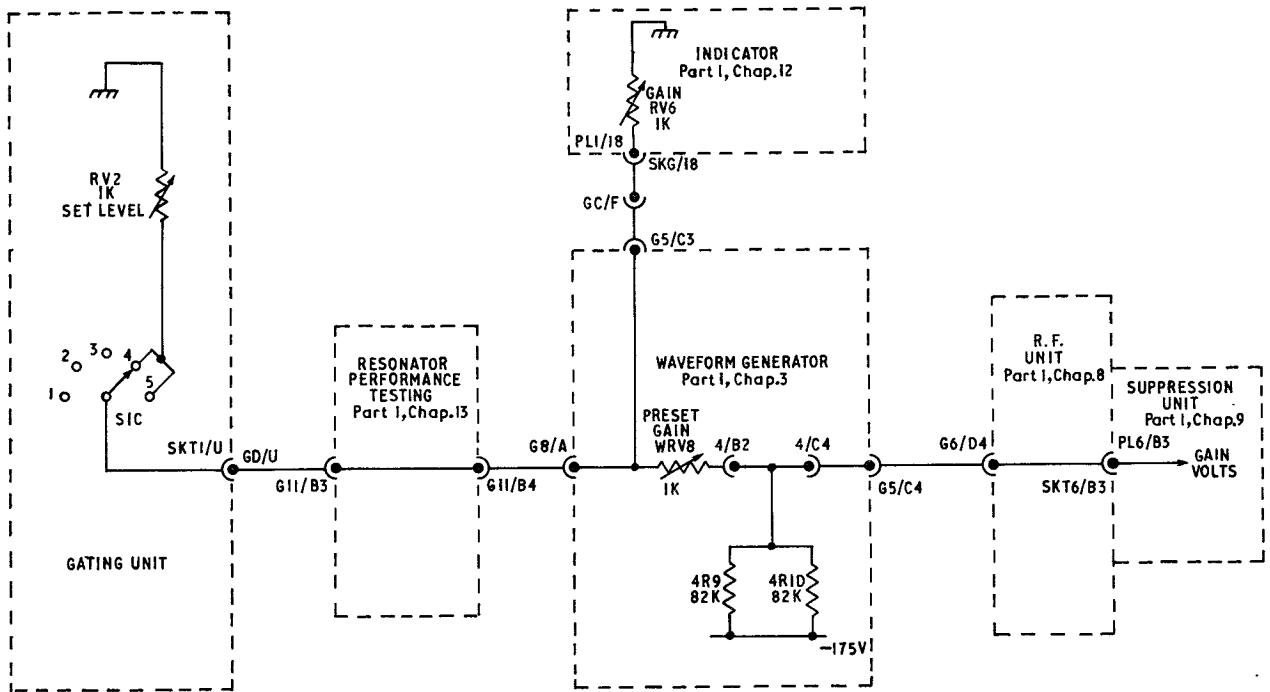 INDICATOR
Part 1, Chap.12
GAIN
RV6
1K
PL1/18
SKG/18
GC/F
G5/C3
RV2
1K
SET LEVEL
1
2
3
4
5
S1C
SKT1/U
GD/U
GATING UNIT
RESONATOR
PERFORMANCE
TESTING
Part 1, Chap.13
G11/B3
G11/B4
G8/A
WAVEFORM GENERATOR
Part 1, Chap.3
PRESET
GAIN
WRV8
1K
4/B2
4/C4
G5/C4
4R9
82K
4R10
82K
-175V
R.F.
UNIT
Part 1, Chap.8
G6/D4
SKT6/B3
SUPPRESSION
UNIT
Part 1, Chap.9
PL6/B3
GAIN
VOLTS